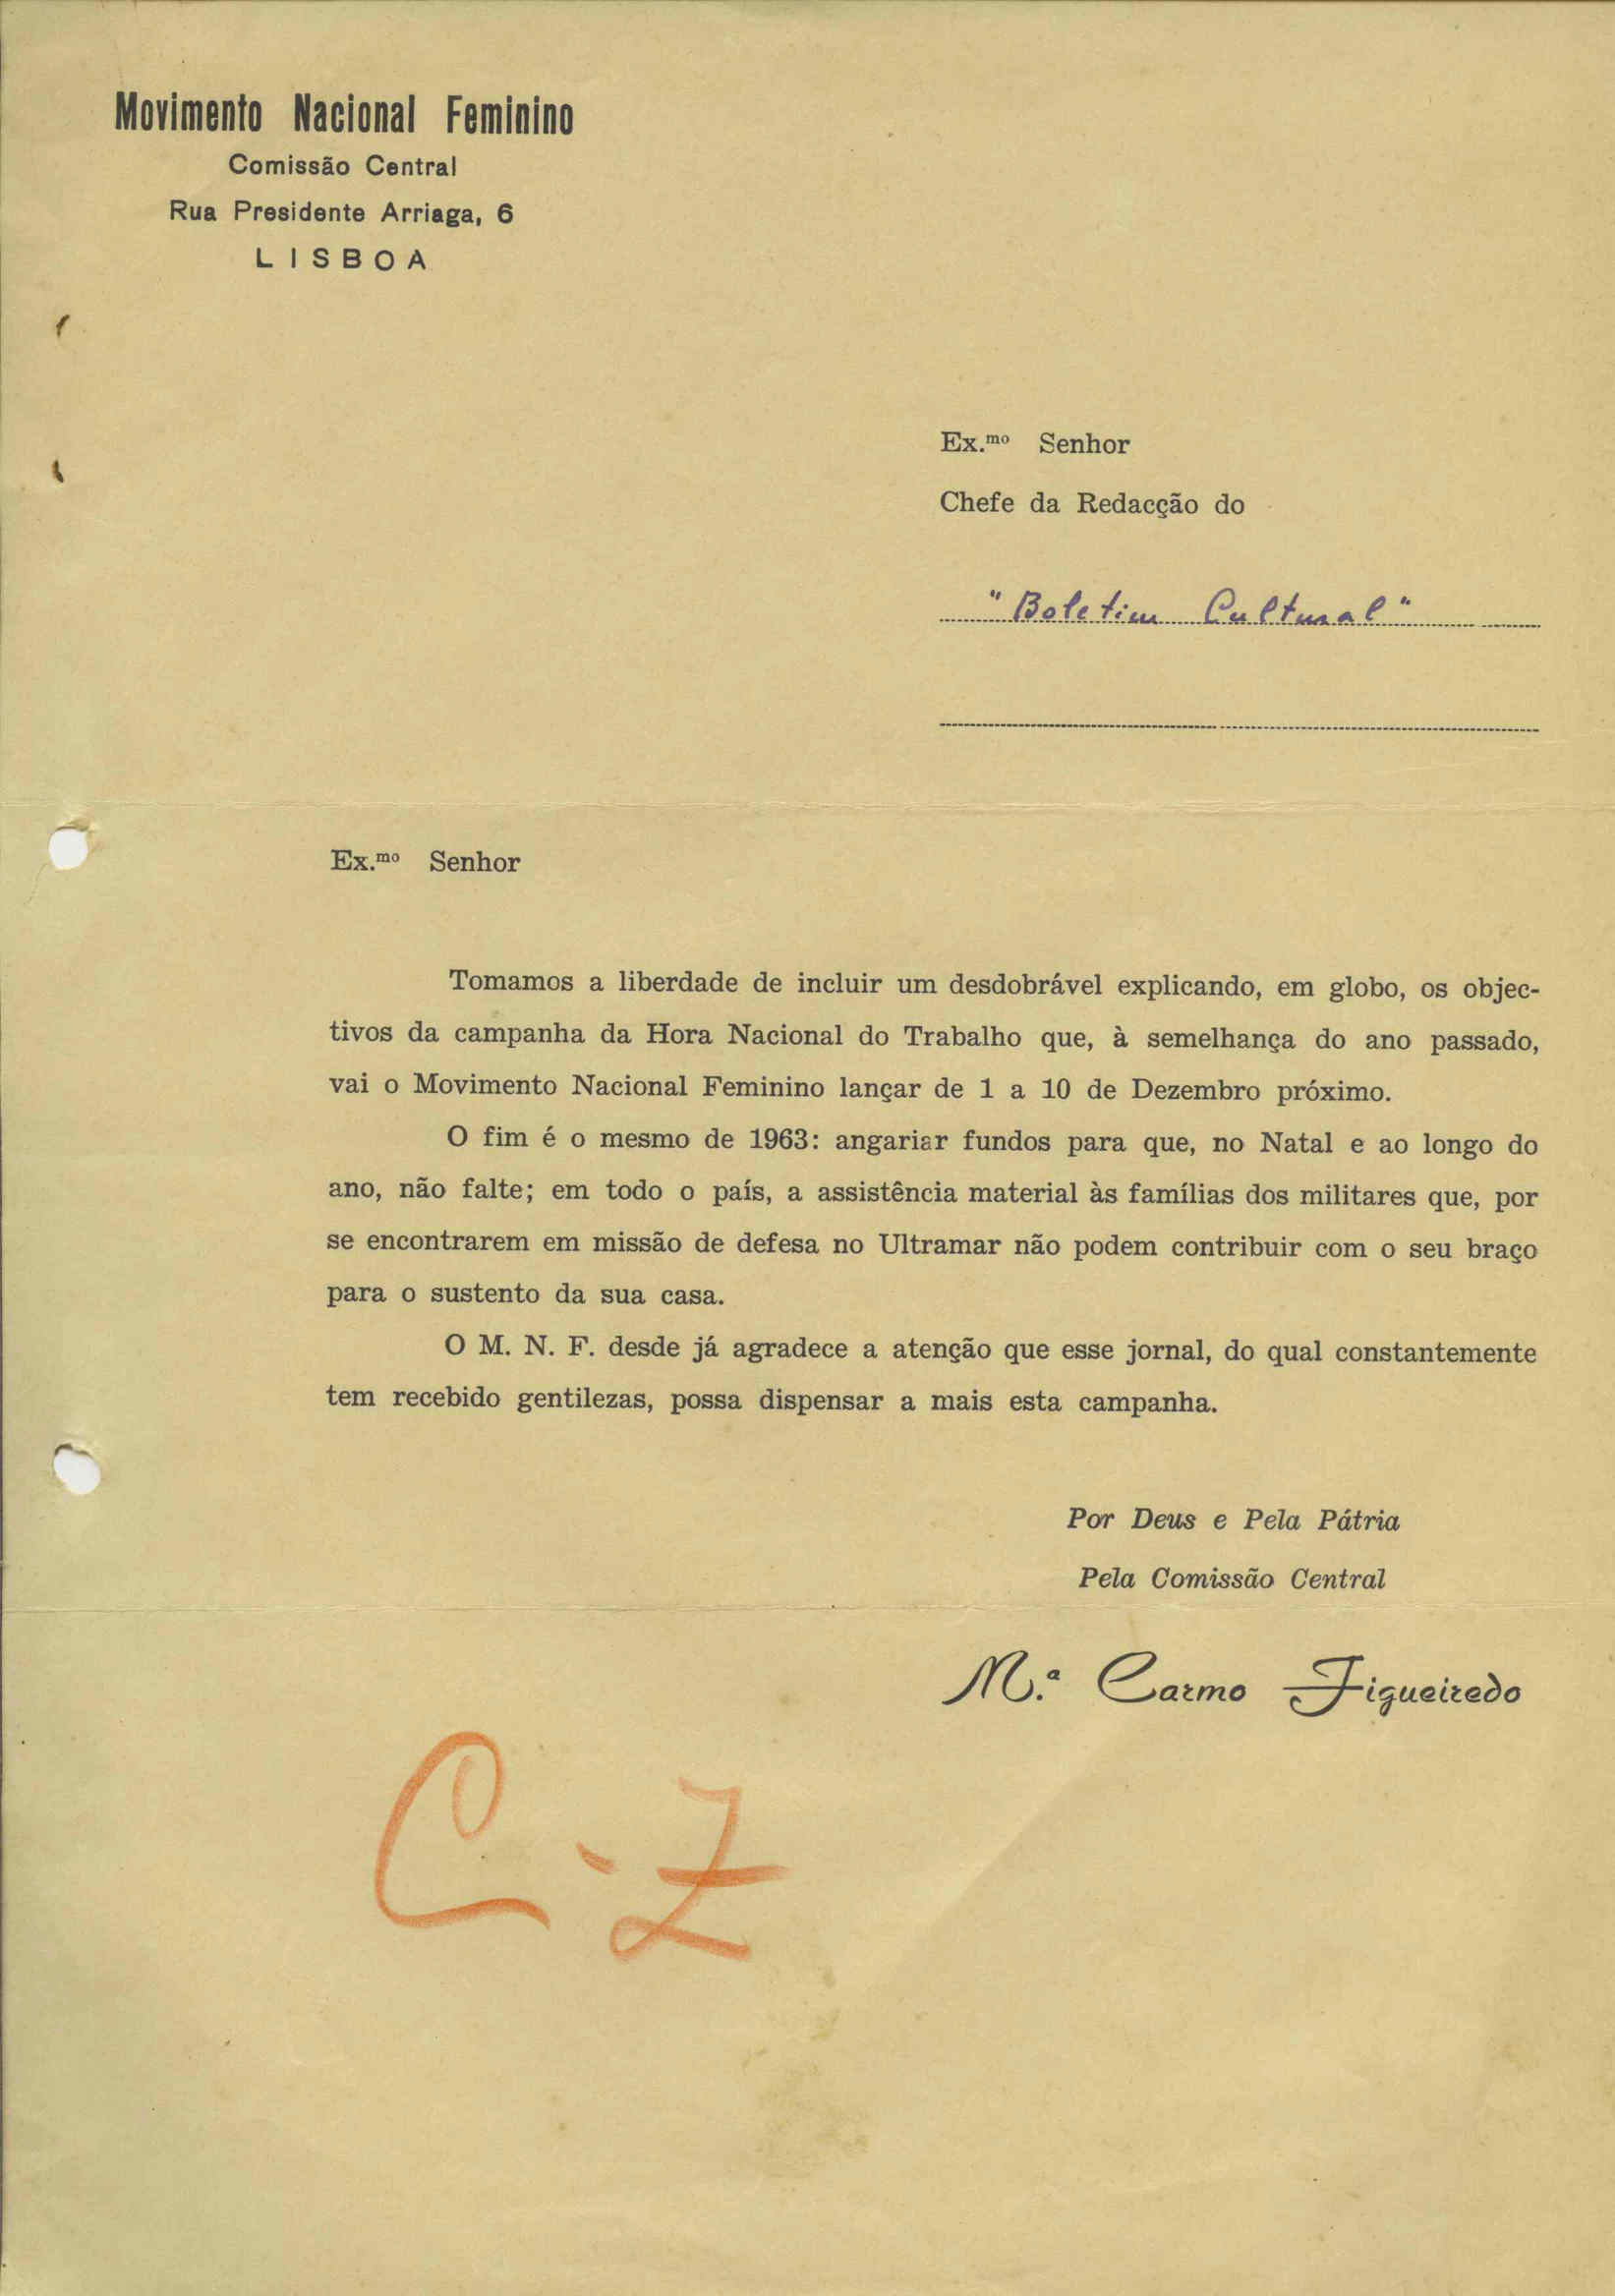 Movimento Nacional Feminino
Comissão Central
Rua Presidente Arriaga, 6
LISBOA
Ex.mo Senhor
Chefe da Redacção do
"Boletim Cultural"
Ex.mo Senhor
Tomamos a liberdade de incluir um desdobrável explicando, em globo, os objec-
tivos da campanha da Hora Nacional do Trabalho que, à semelhança do ano passado,
vai o Movimento Nacional Feminino lançar de 1 a 10 de Dezembro próximo.
O fim é o mesmo de 1963: angariar fundos para que, no Natal e ao longo do
ano, não falte; em todo o país, a assistência material às famílias dos militares que, por
se encontrarem em missão de defesa no Ultramar não podem contribuir com o seu braço
para o sustento da sua casa.
O M. N. F. desde já agradece a atenção que esse jornal, do qual constantemente
tem recebido gentilezas, possa dispensar a mais esta campanha.
Por Deus e Pela Pátria
Pela Comissão Central
M.ª Carmo Figueiredo
C-Z